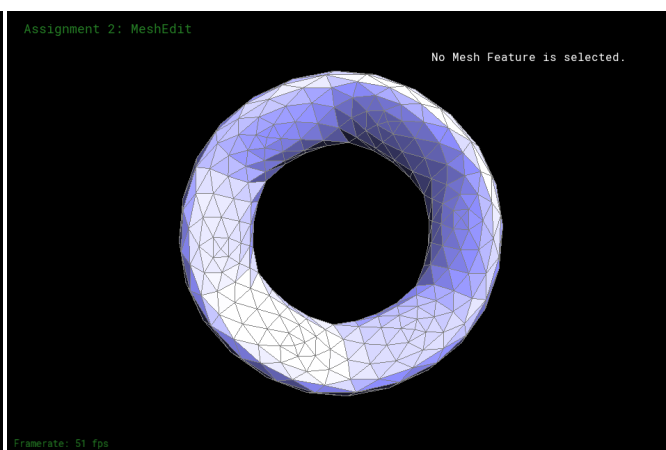 Assignment 2: MeshEdit
No Mesh Feature is selected.
Framerate: 51 fps